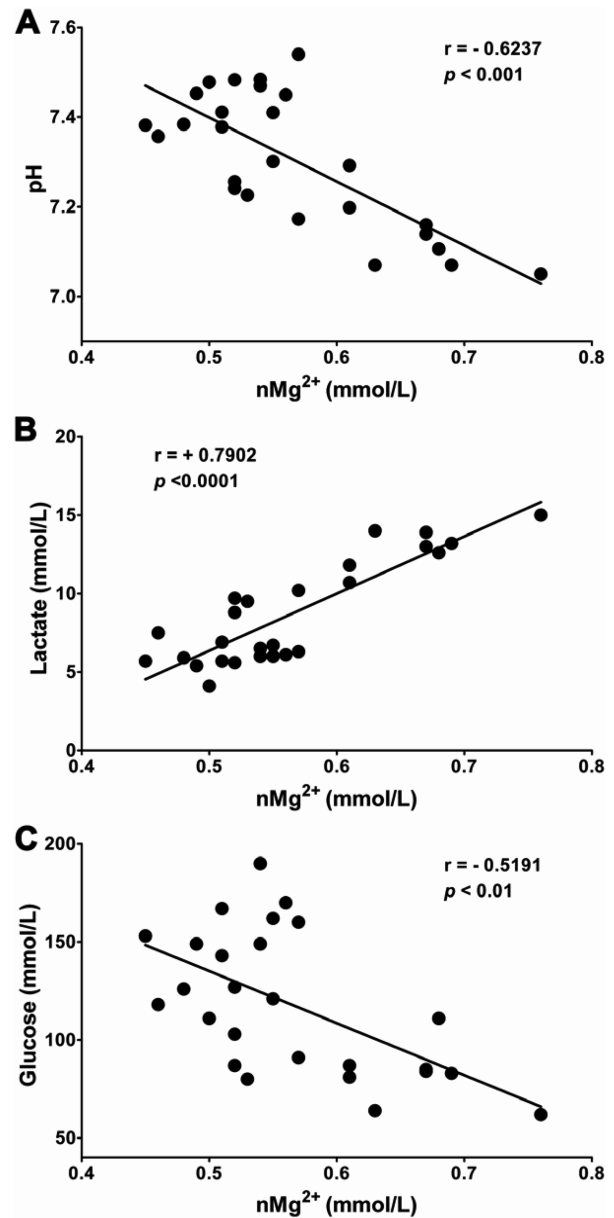 A
7.6
r = - 0.6237
p < 0.001
7.4
pH
7.2
7.0
0.4 0.5 0.6 0.7 0.8
nMg²⁺ (mmol/L)
B
20
r = + 0.7902
p <0.0001
15
Lactate (mmol/L)
10
5
0
0.4 0.5 0.6 0.7 0.8
nMg²⁺ (mmol/L)
C
200
r = - 0.5191
p < 0.01
150
Glucose (mmol/L)
100
50
0.4 0.5 0.6 0.7 0.8
nMg²⁺ (mmol/L)